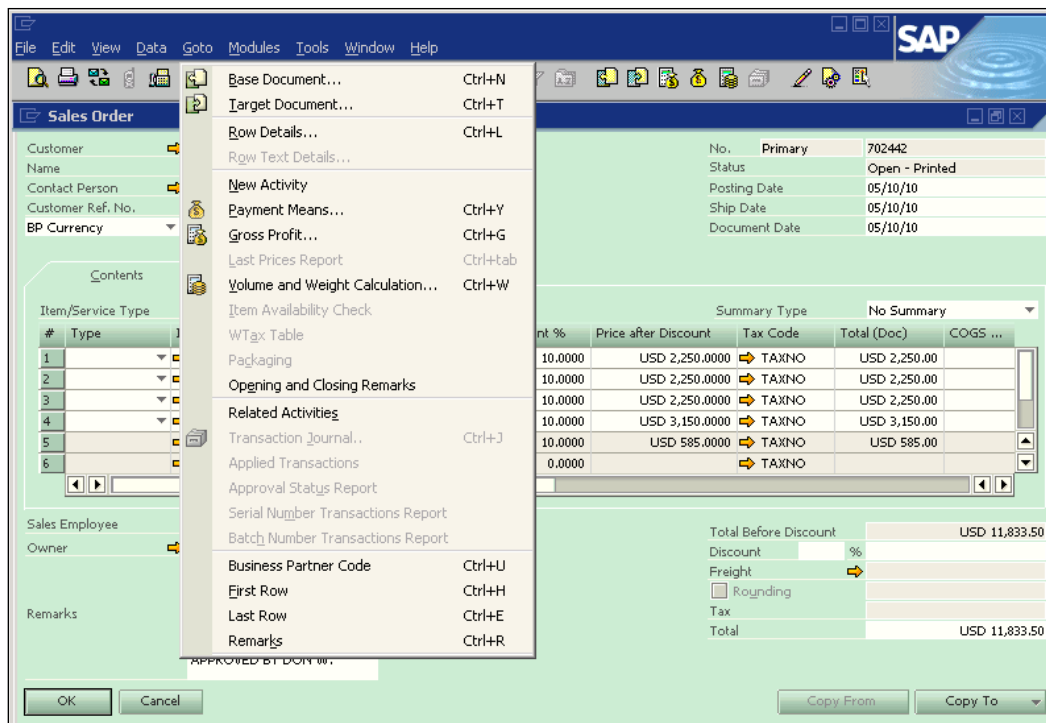 SAP
File Edit View Data Goto Modules Tools Window Help
Sales Order
Base Document... Ctrl+N
Target Document... Ctrl+T
Row Details... Ctrl+L
Row Text Details...
New Activity
Payment Means... Ctrl+Y
Gross Profit... Ctrl+G
Last Prices Report Ctrl+tab
Volume and Weight Calculation... Ctrl+W
Item Availability Check
WTax Table
Packaging
Opening and Closing Remarks
Related Activities
Transaction Journal.. Ctrl+J
Applied Transactions
Approval Status Report
Serial Number Transactions Report
Batch Number Transactions Report
Business Partner Code Ctrl+U
First Row Ctrl+H
Last Row Ctrl+E
Remarks Ctrl+R
Customer
Name
Contact Person
Customer Ref. No.
BP Currency
No. Primary 702442
Status Open - Printed
Posting Date 05/10/10
Ship Date 05/10/10
Document Date 05/10/10
Contents
Item/Service Type
Summary Type No Summary
# Type nt % Price after Discount Tax Code Total (Doc) COGS ...
1 10.0000 USD 2,250.0000 TAXNO USD 2,250.00
2 10.0000 USD 2,250.0000 TAXNO USD 2,250.00
3 10.0000 USD 2,250.0000 TAXNO USD 2,250.00
4 10.0000 USD 3,150.0000 TAXNO USD 3,150.00
5 10.0000 USD 585.0000 TAXNO USD 585.00
6 0.0000 TAXNO
Sales Employee
Owner
Remarks
APPROVED BY DON W.
Total Before Discount USD 11,833.50
Discount %
Freight
Rounding
Tax
Total USD 11,833.50
OK Cancel Copy From Copy To